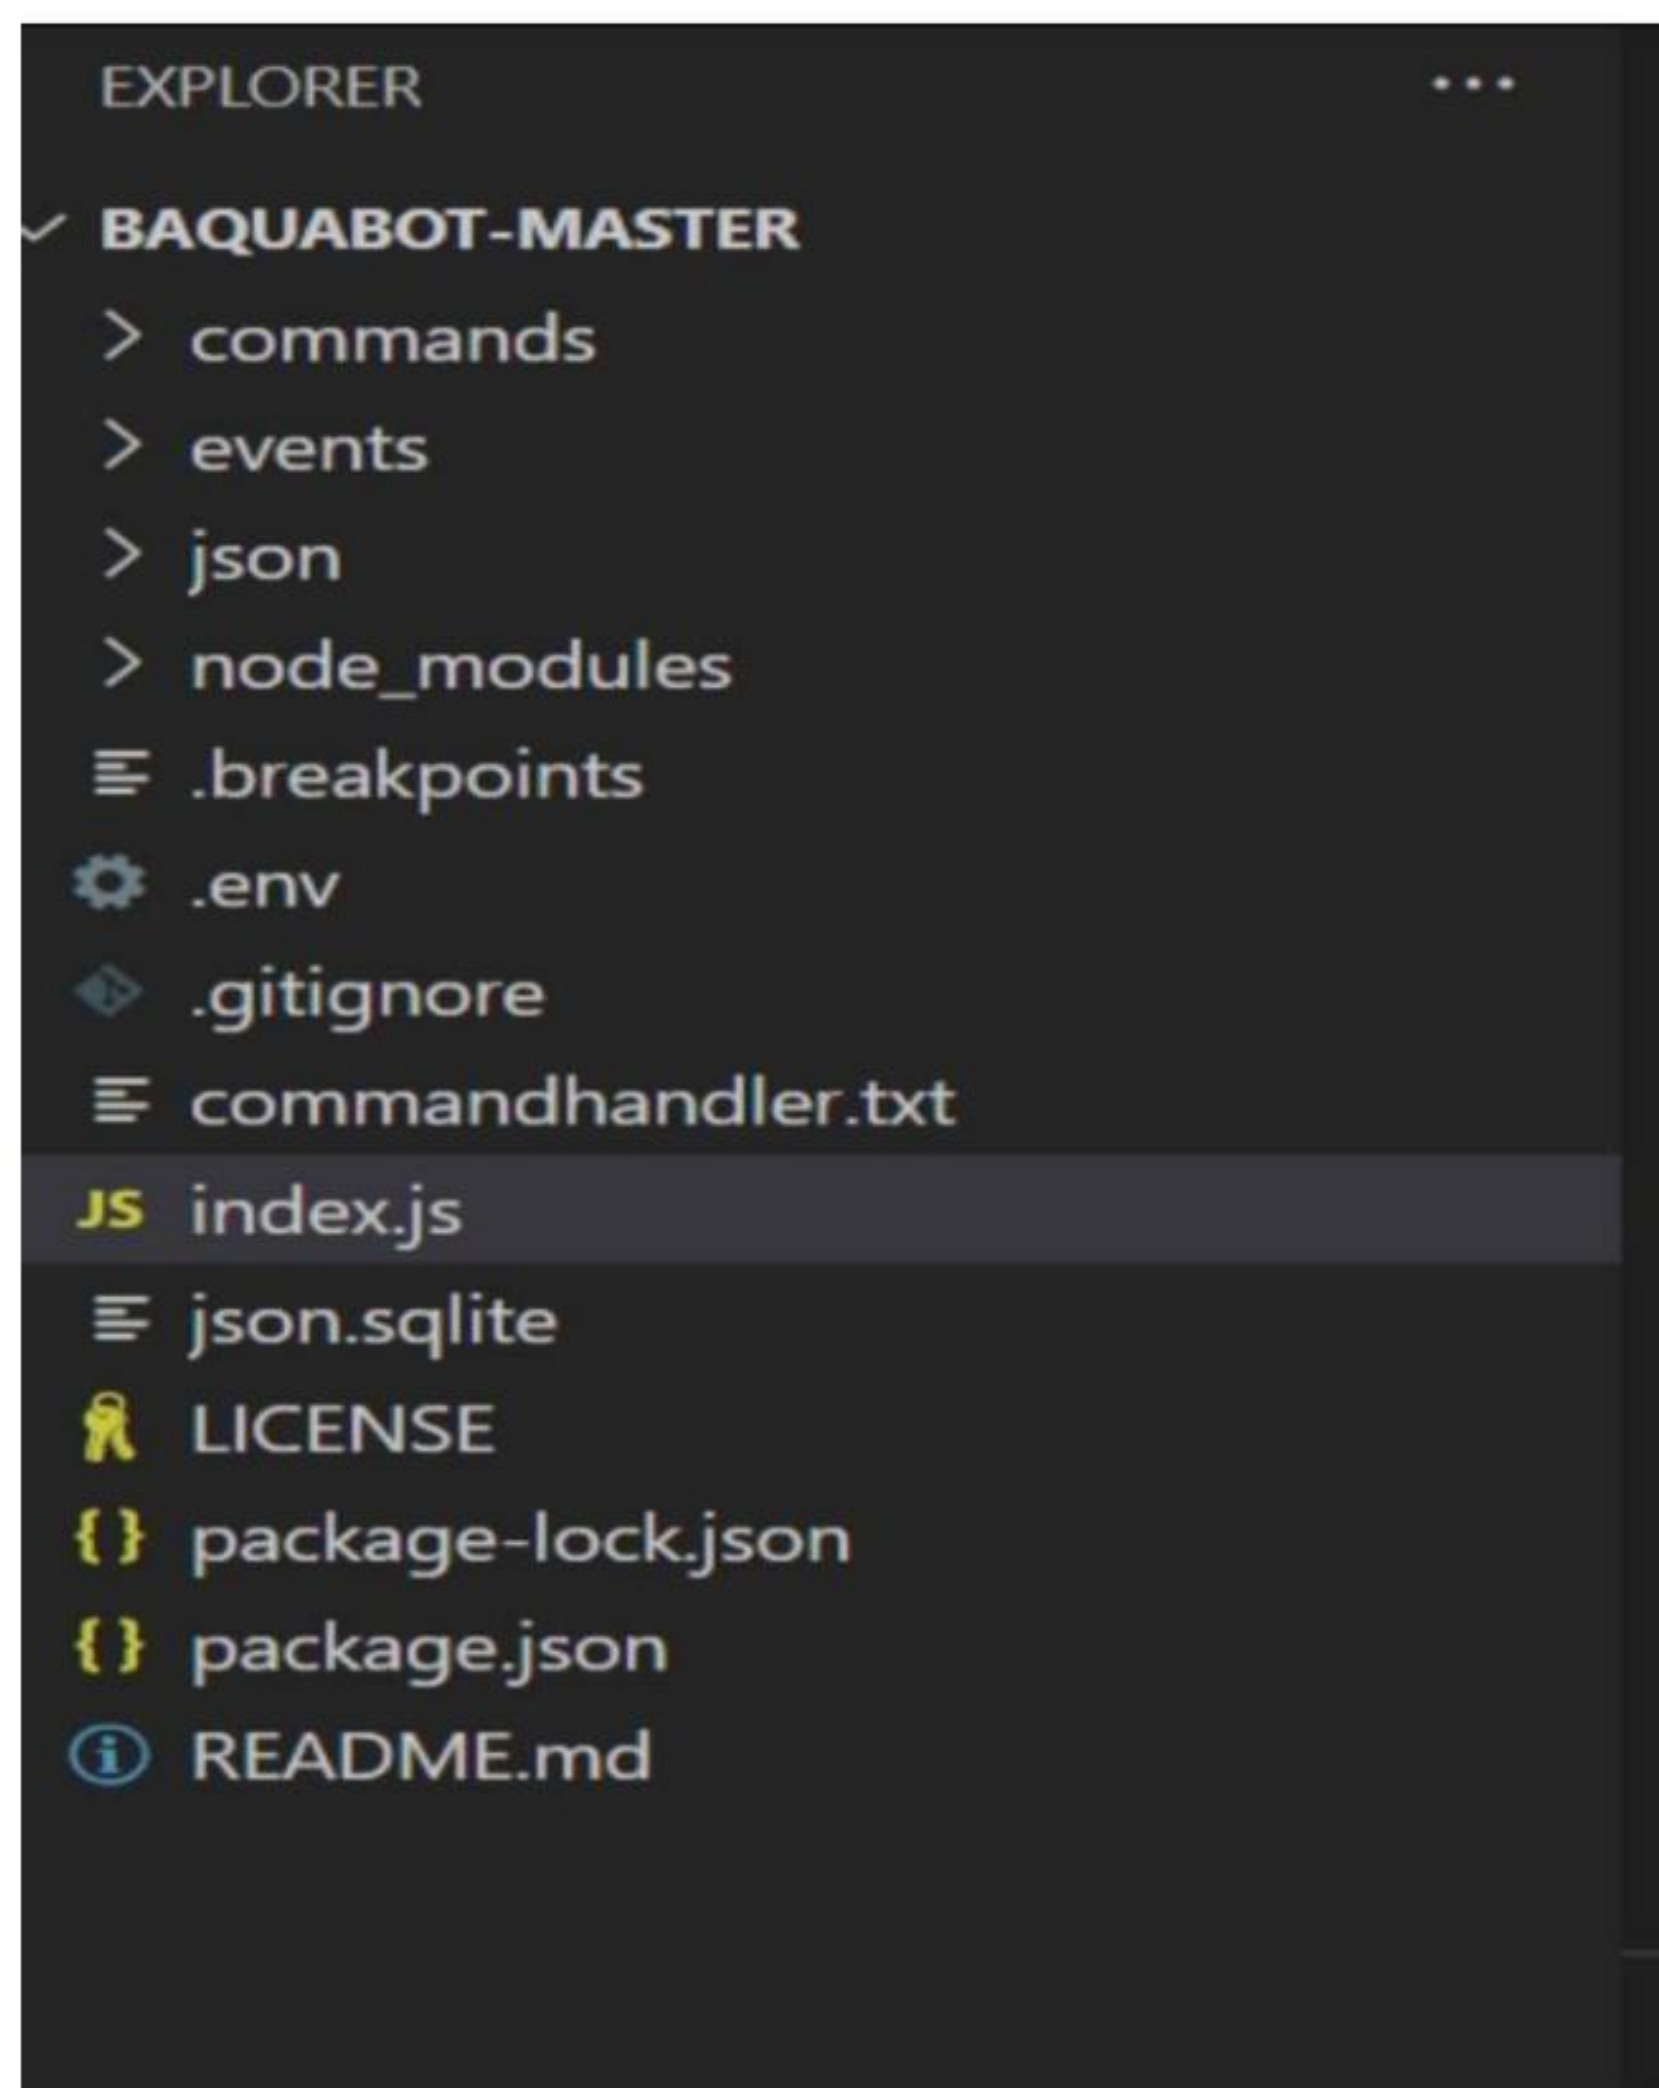 EXPLORER
BAQUABOT-MASTER
commands
events
json
node_modules
.breakpoints
.env
.gitignore
commandhandler.txt
JS index.js
json.sqlite
LICENSE
{ } package-lock.json
{ } package.json
README.md